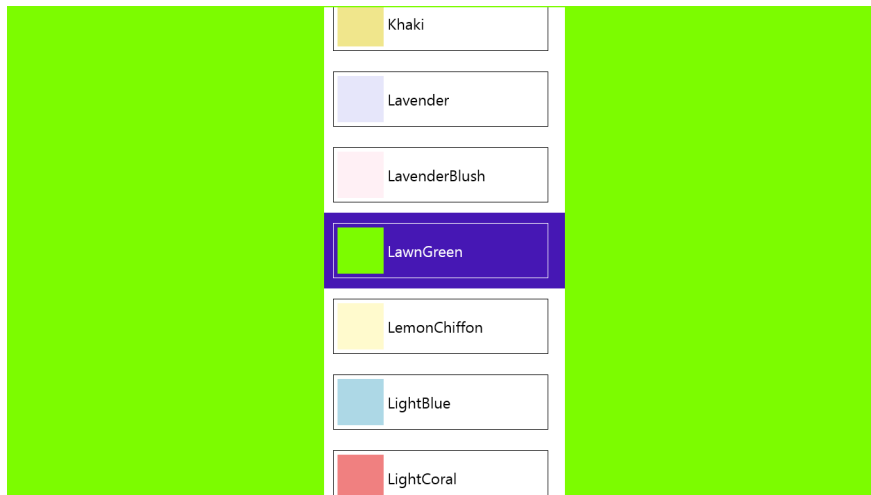 Khaki
Lavender
LavenderBlush
LawnGreen
LemonChiffon
LightBlue
LightCoral